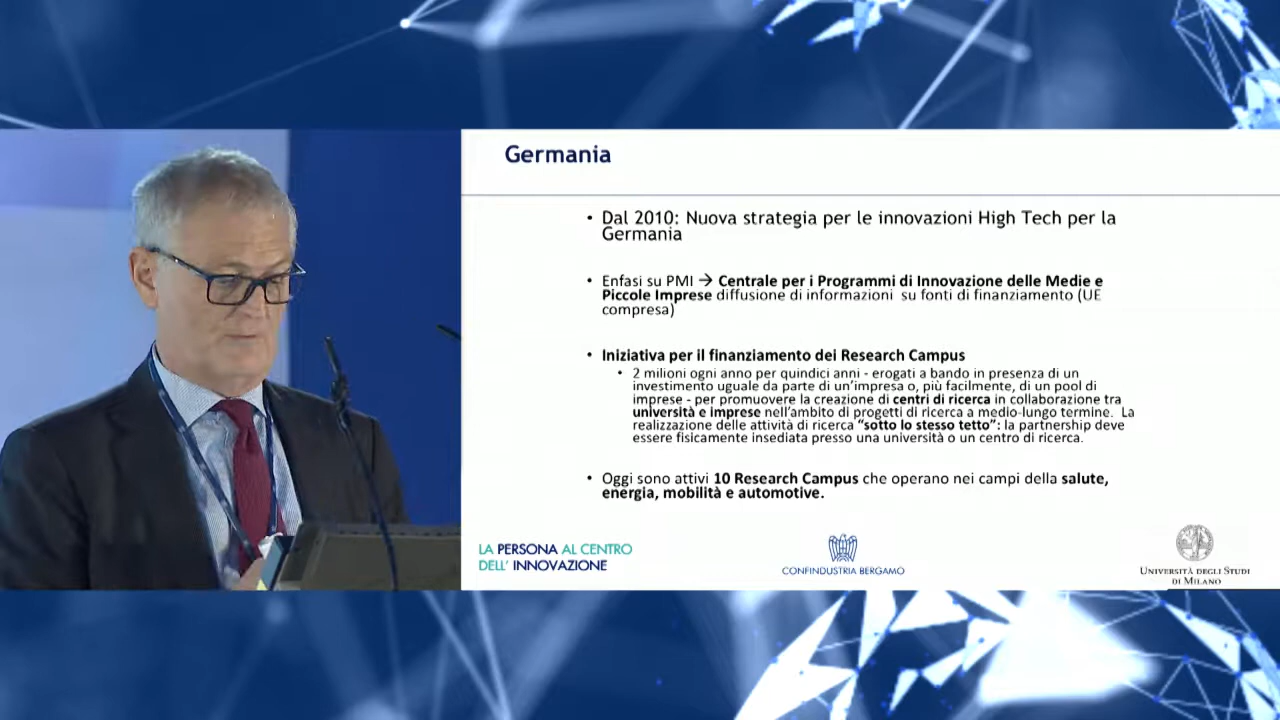 Germania
• Dal 2010: Nuova strategia per le innovazioni High Tech per la
Germania
• Enfasi su PMI → Centrale per i Programmi di Innovazione delle Medie e
Piccole Imprese diffusione di informazioni su fonti di finanziamento (UE
compresa)
• Iniziativa per il finanziamento dei Research Campus
• 2 milioni ogni anno per quindici anni - erogati a bando in presenza di un
investimento uguale da parte di un'impresa o, più facilmente, di un pool di
imprese - per promuovere la creazione di centri di ricerca in collaborazione tra
università e imprese nell'ambito di progetti di ricerca a medio-lungo termine. La
realizzazione delle attività di ricerca “sotto lo stesso tetto”: la partnership deve
essere fisicamente insediata presso una università o un centro di ricerca.
• Oggi sono attivi 10 Research Campus che operano nei campi della salute,
energia, mobilità e automotive.
LA PERSONA AL CENTRO
DELL' INNOVAZIONE
CONFINDUSTRIA BERGAMO
UNIVERSITÀ DEGLI STUDI
DI MILANO